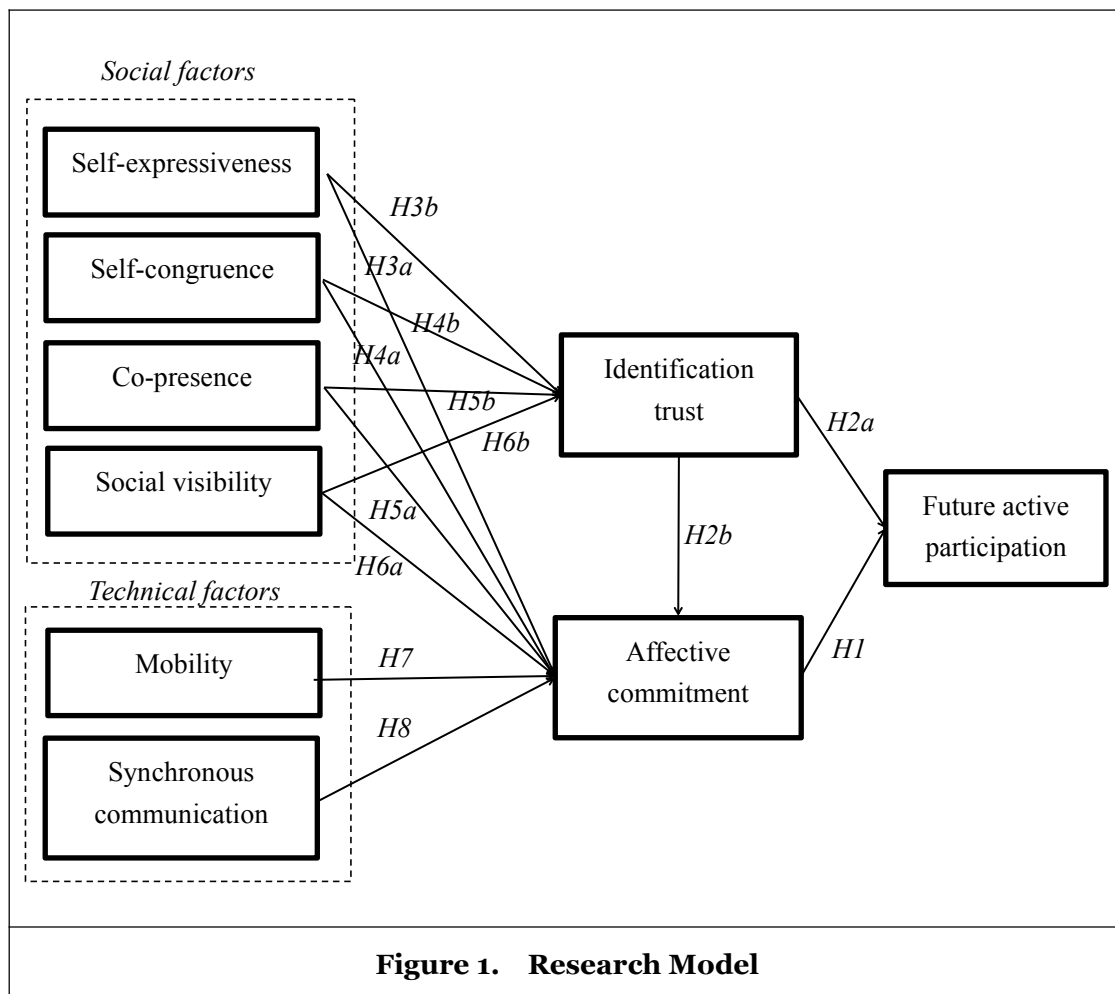 Social factors
Self-expressiveness
Self-congruence
Co-presence
Social visibility
H3b
H3a
H4b
H4a
H5b
H6b
H5a
H6a
Technical factors
Mobility
Synchronous
communication
H7
H8
Identification
trust
H2b
Affective
commitment
H2a
H1
Future active
participation
Figure 1. Research Model